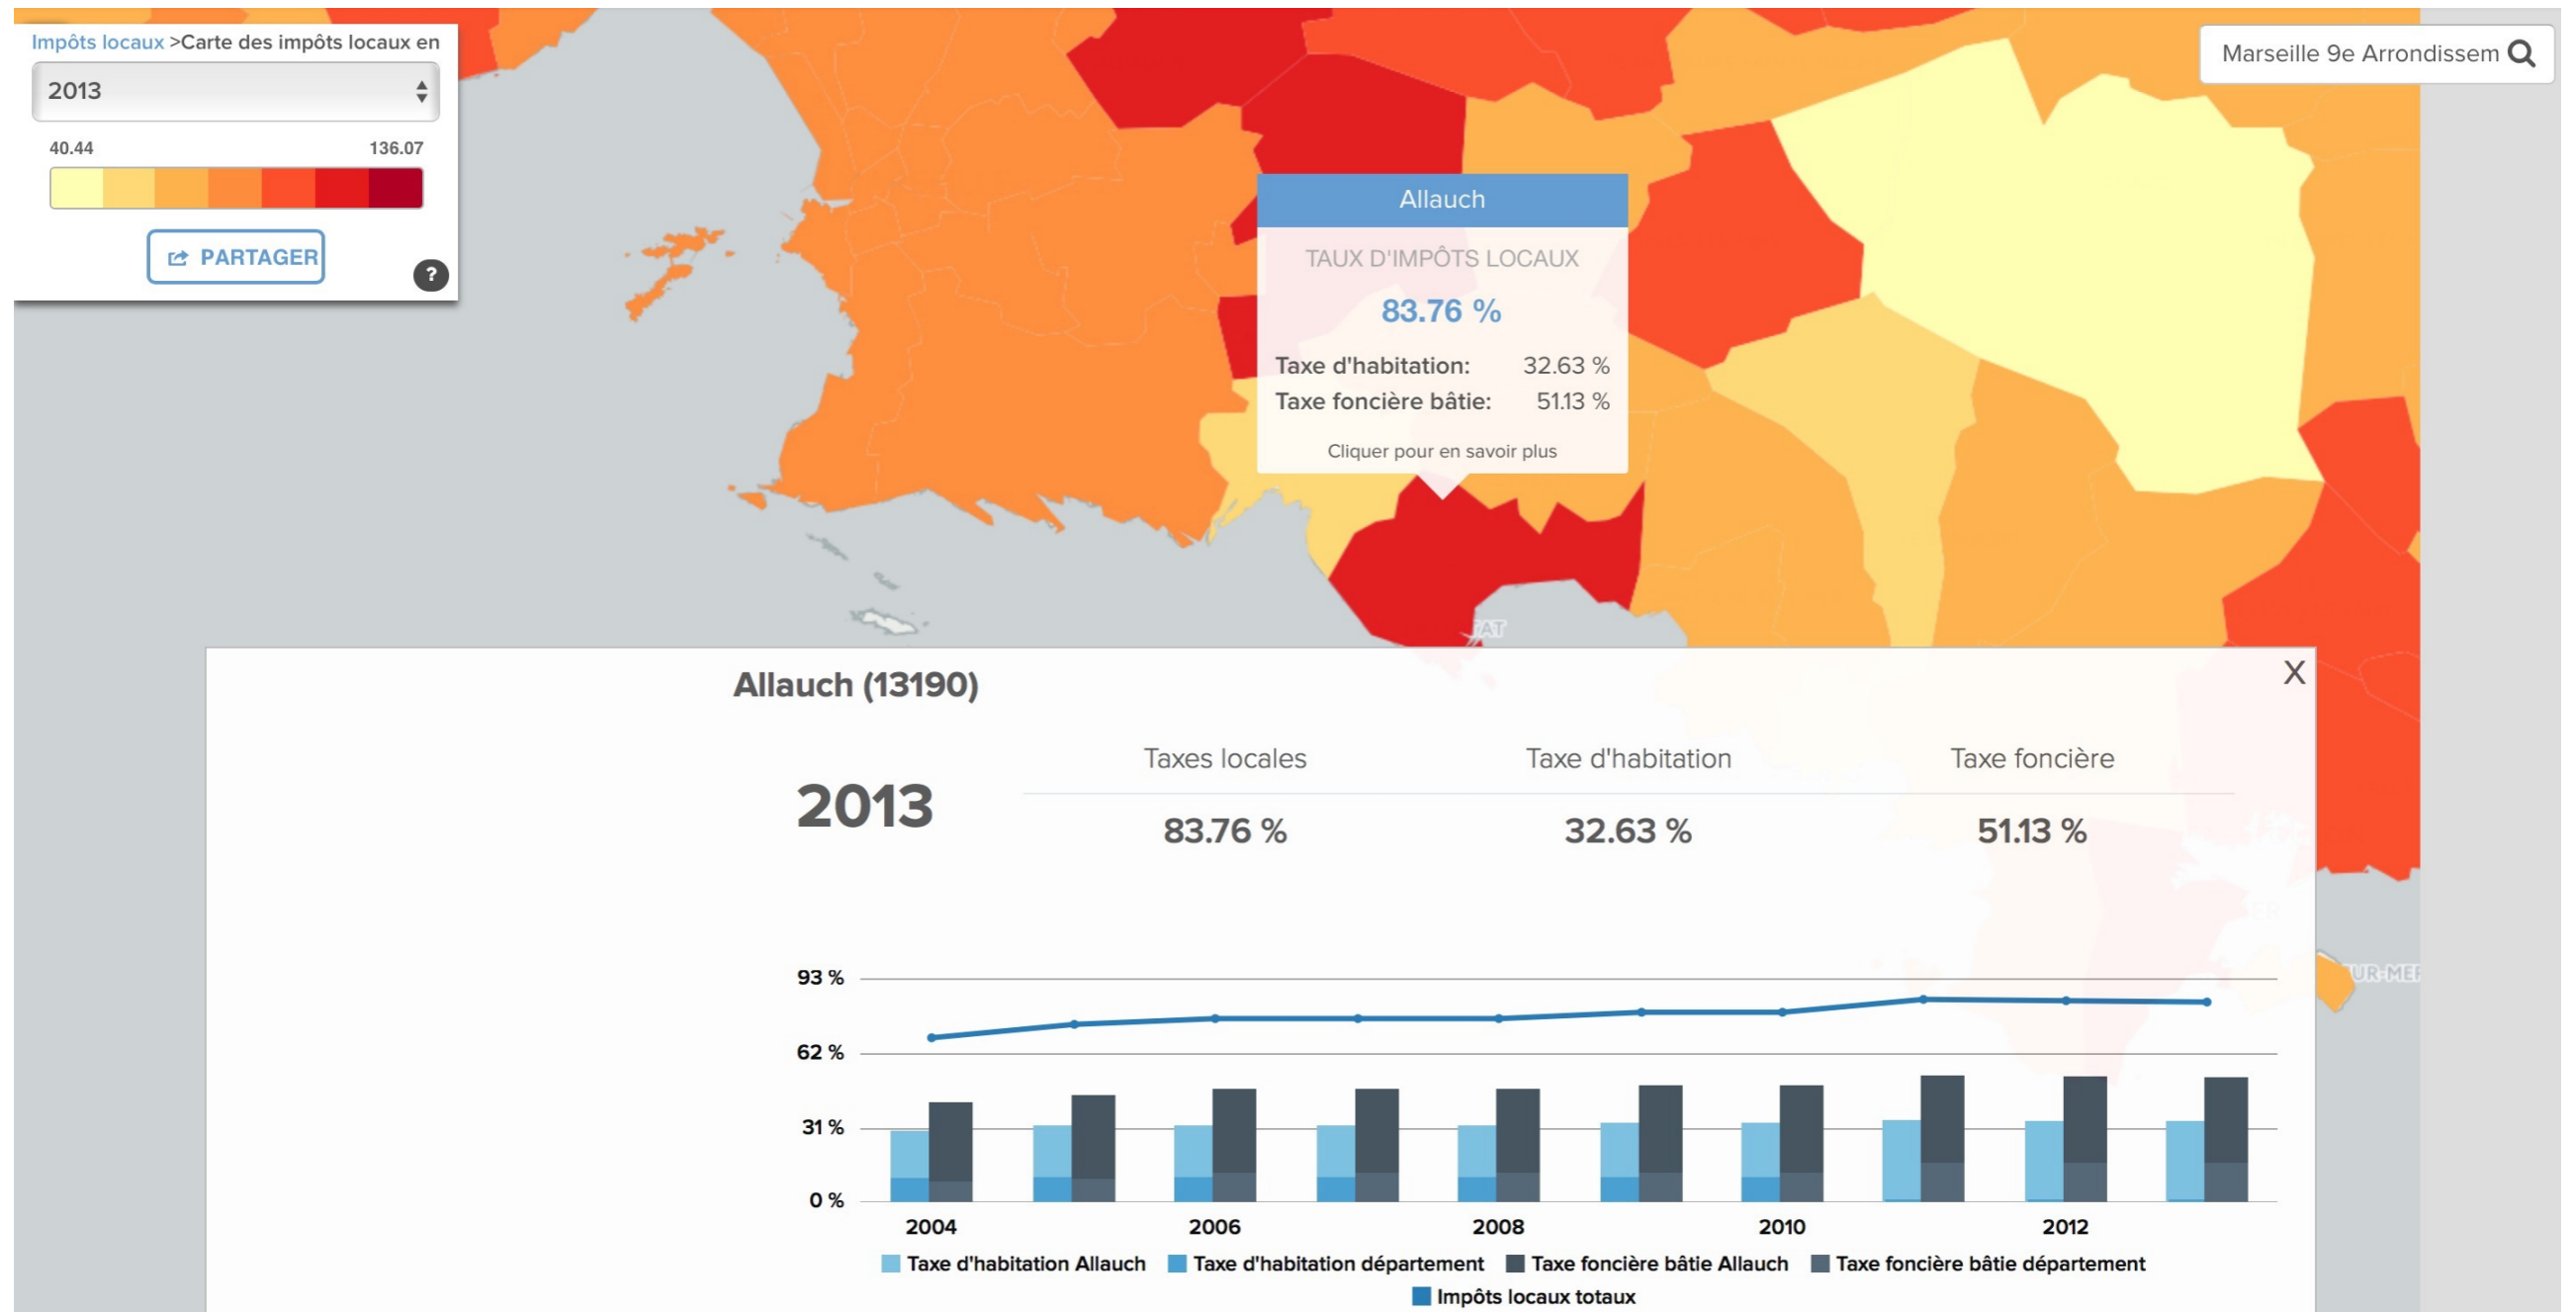 Impôts locaux >Carte des impôts locaux en
2013
40.44 136.07
PARTAGER
?
Marseille 9e Arrondissem
Allauch
TAUX D'IMPÔTS LOCAUX
83.76 %
Taxe d'habitation: 32.63 %
Taxe foncière bâtie: 51.13 %
Cliquer pour en savoir plus
Allauch (13190)
X
Taxes locales Taxe d'habitation Taxe foncière
2013
83.76 % 32.63 % 51.13 %
UR-MER
93 %
62 %
31 %
0 %
2004 2006 2008 2010 2012
Taxe d'habitation Allauch Taxe d'habitation département Taxe foncière bâtie Allauch Taxe foncière bâtie département
Impôts locaux totaux